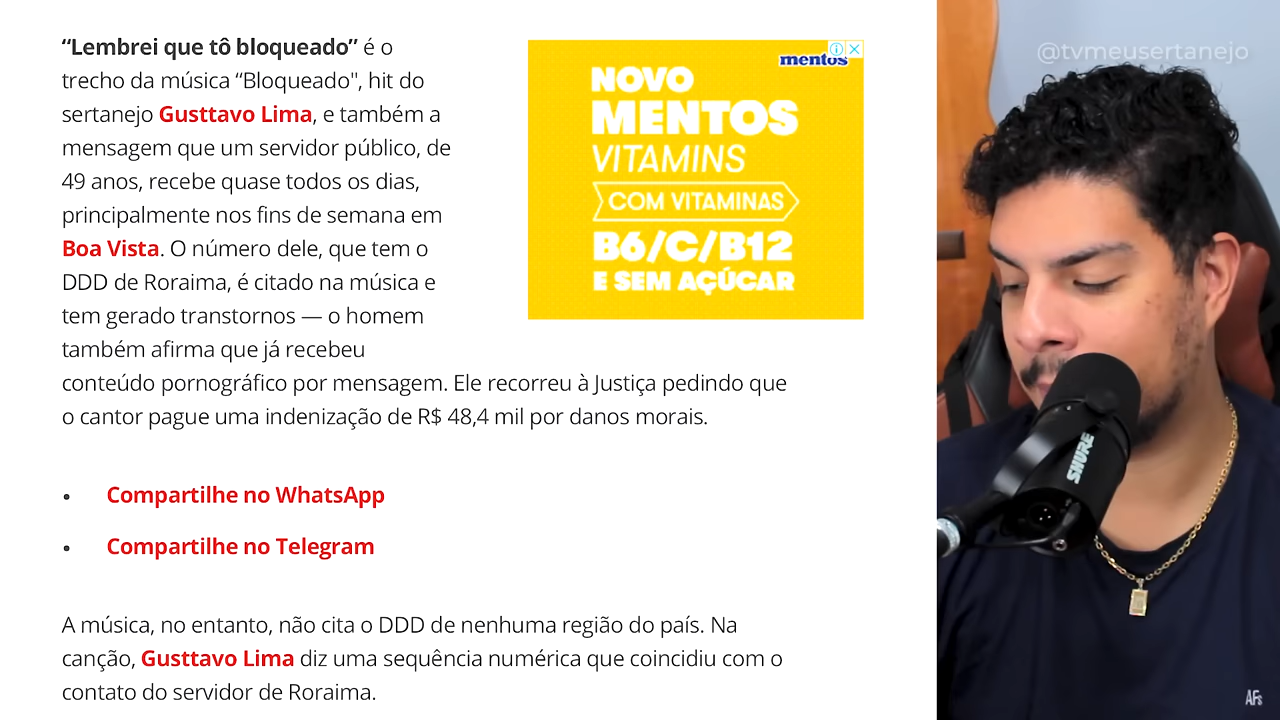 “Lembrei que tô bloqueado” é o
trecho da música “Bloqueado", hit do
sertanejo Gusttavo Lima, e também a
mensagem que um servidor público, de
49 anos, recebe quase todos os dias,
principalmente nos fins de semana em
Boa Vista. O número dele, que tem o
DDD de Roraima, é citado na música e
tem gerado transtornos — o homem
também afirma que já recebeu
conteúdo pornográfico por mensagem. Ele recorreu à Justiça pedindo que
o cantor pague uma indenização de R$ 48,4 mil por danos morais.
• Compartilhe no WhatsApp
• Compartilhe no Telegram
A música, no entanto, não cita o DDD de nenhuma região do país. Na
canção, Gusttavo Lima diz uma sequência numérica que coincidiu com o
contato do servidor de Roraima.
mentos
NOVO
MENTOS
VITAMINS
COM VITAMINAS
B6/C/B12
E SEM AÇÚCAR
@tvmeusertanejo
SHURE
AFs